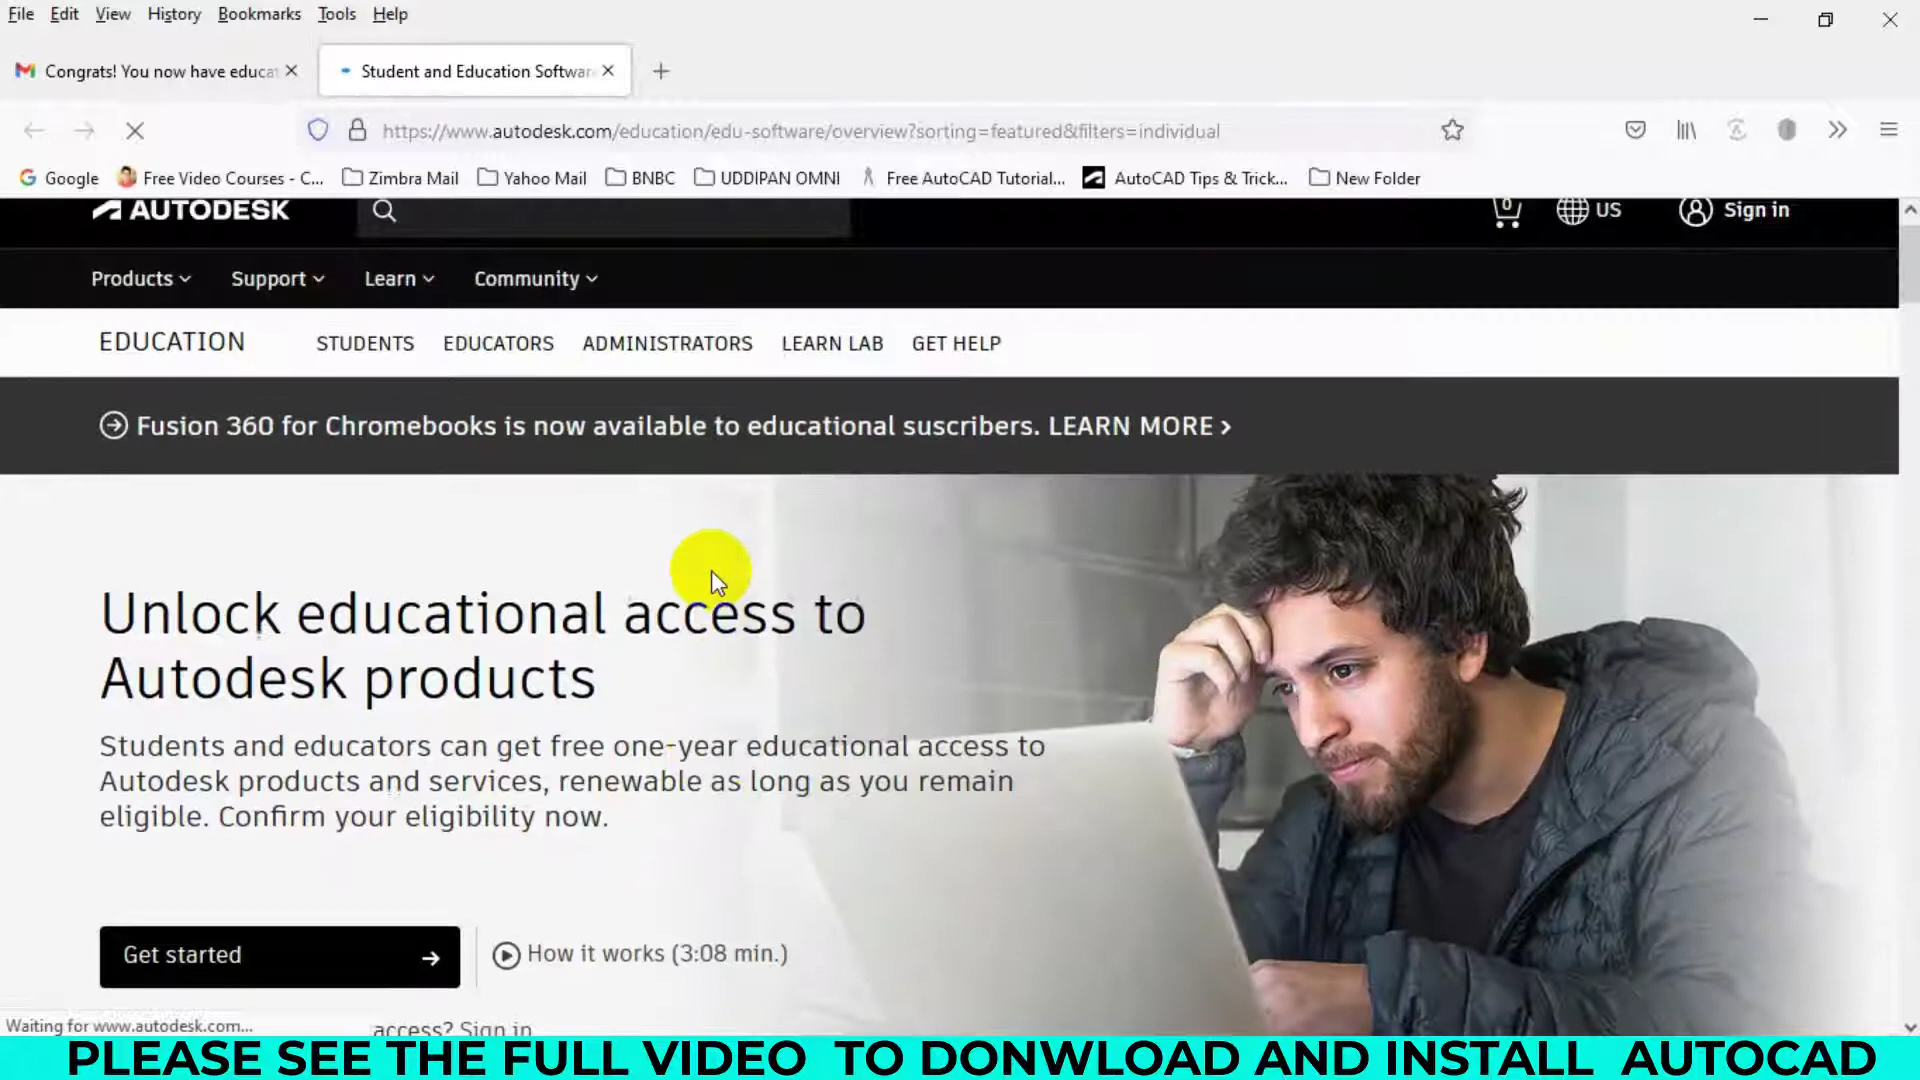 File Edit View History Bookmarks Tools Help
Congrats! You now have educat
Student and Education Software
https://www.autodesk.com/education/edu-software/overview?sorting=featured&filters=individual
Google Free Video Courses - C... Zimbra Mail Yahoo Mail BNBC UDDIPAN OMNI Free AutoCAD Tutorial... AutoCAD Tips & Trick... New Folder
AUTODESK 0 US Sign in
Products Support Learn Community
EDUCATION STUDENTS EDUCATORS ADMINISTRATORS LEARN LAB GET HELP
Fusion 360 for Chromebooks is now available to educational suscribers. LEARN MORE >
Unlock educational access to
Autodesk products
Students and educators can get free one-year educational access to
Autodesk products and services, renewable as long as you remain
eligible. Confirm your eligibility now.
Get started
How it works (3:08 min.)
access? Sign in
Waiting for www.autodesk.com...
PLEASE SEE THE FULL VIDEO TO DONWLOAD AND INSTALL AUTOCAD